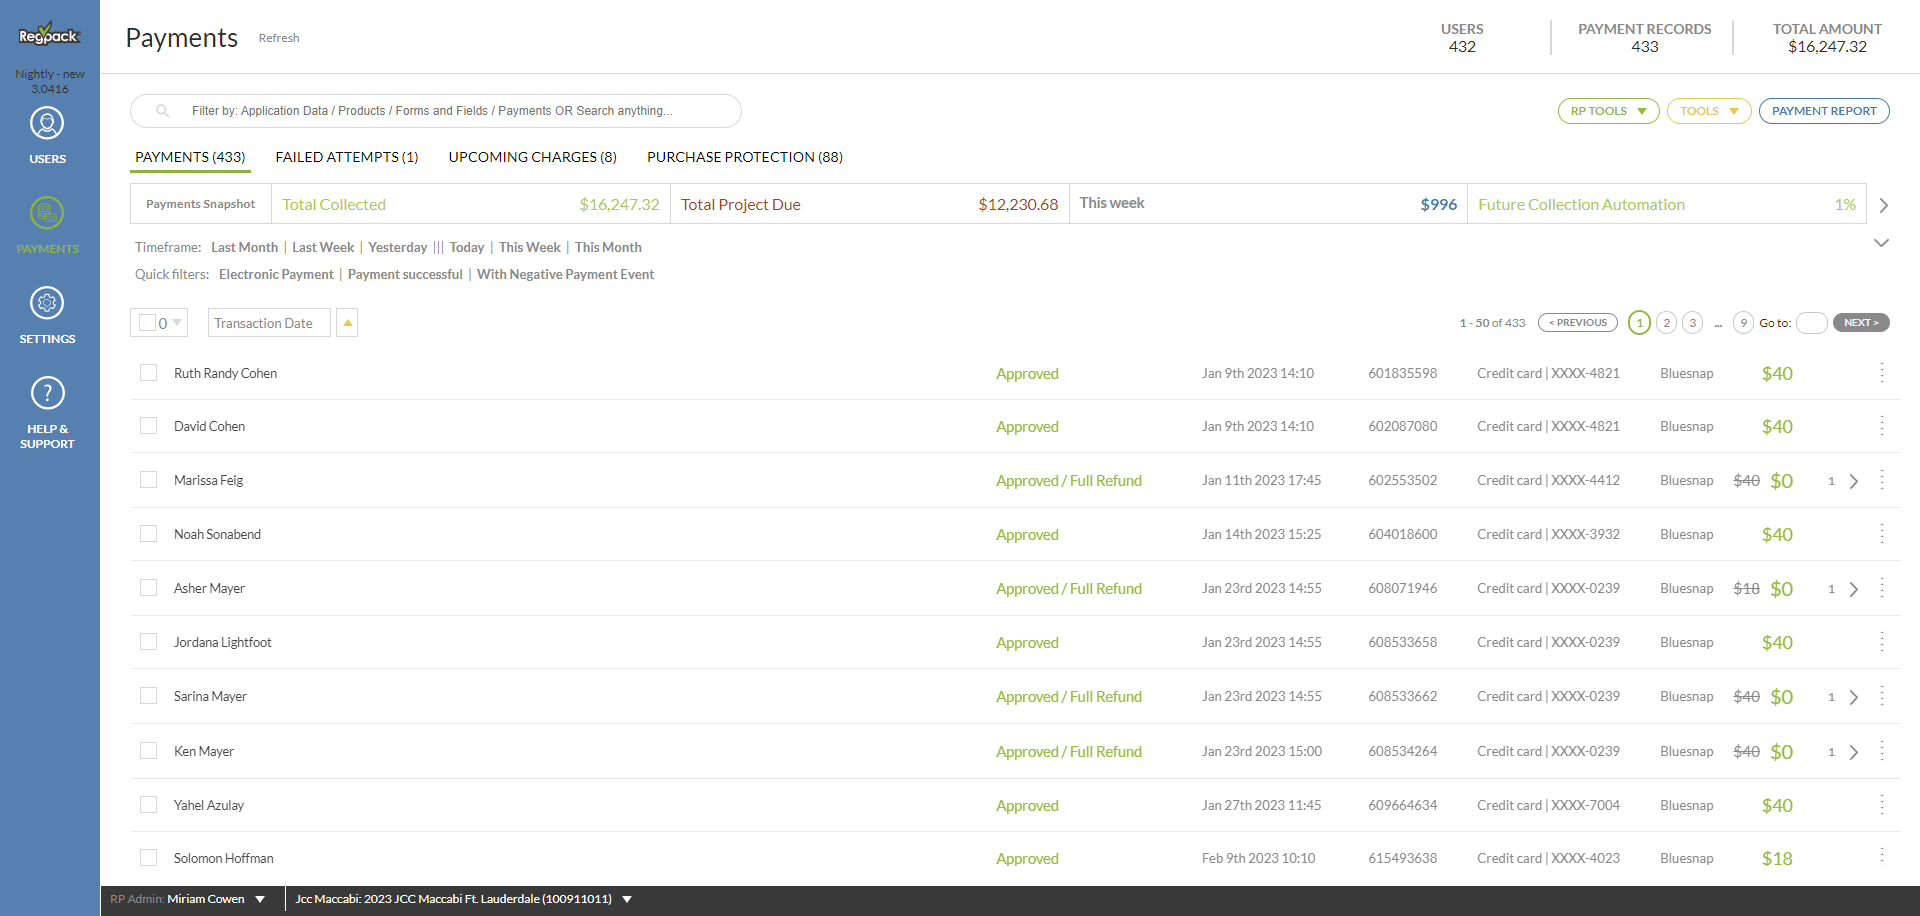 Regpack
Nightly - new
3.0416
USERS
PAYMENTS
SETTINGS
?
HELP &
SUPPORT
Payments Refresh
USERS
432
PAYMENT RECORDS
433
TOTAL AMOUNT
$16,247.32
Filter by: Application Data / Products / Forms and Fields / Payments OR Search anything...
RP TOOLS TOOLS PAYMENT REPORT
PAYMENTS (433) FAILED ATTEMPTS (1) UPCOMING CHARGES (8) PURCHASE PROTECTION (88)
Payments Snapshot Total Collected $16,247.32 Total Project Due $12,230.68 This week $996 Future Collection Automation 1%
Timeframe: Last Month | Last Week | Yesterday ||| Today | This Week | This Month
Quick filters: Electronic Payment | Payment successful | With Negative Payment Event
0 Transaction Date 1 - 50 of 433 < PREVIOUS 1 2 3 ... 9 Go to: NEXT >
Ruth Randy Cohen Approved Jan 9th 2023 14:10 601835598 Credit card | XXXX-4821 Bluesnap $40
David Cohen Approved Jan 9th 2023 14:10 602087080 Credit card | XXXX-4821 Bluesnap $40
Marissa Feig Approved / Full Refund Jan 11th 2023 17:45 602553502 Credit card | XXXX-4412 Bluesnap $40 $0 1
Noah Sonabend Approved Jan 14th 2023 15:25 604018600 Credit card | XXXX-3932 Bluesnap $40
Asher Mayer Approved / Full Refund Jan 23rd 2023 14:55 608071946 Credit card | XXXX-0239 Bluesnap $18 $0 1
Jordana Lightfoot Approved Jan 23rd 2023 14:55 608533658 Credit card | XXXX-0239 Bluesnap $40
Sarina Mayer Approved / Full Refund Jan 23rd 2023 14:55 608533662 Credit card | XXXX-0239 Bluesnap $40 $0 1
Ken Mayer Approved / Full Refund Jan 23rd 2023 15:00 608534264 Credit card | XXXX-0239 Bluesnap $40 $0 1
Yahel Azulay Approved Jan 27th 2023 11:45 609664634 Credit card | XXXX-7004 Bluesnap $40
Solomon Hoffman Approved Feb 9th 2023 10:10 615493638 Credit card | XXXX-4023 Bluesnap $18
RP Admin: Miriam Cowen Jcc Maccabi: 2023 JCC Maccabi Ft. Lauderdale (100911011)